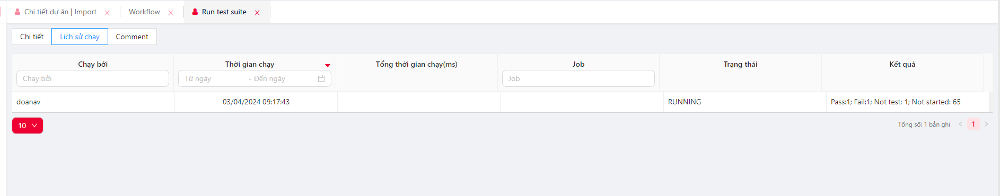 Chi tiết dự án | Import
Workflow
Run test suite
Chi tiết
Lịch sử chạy
Comment
Chạy bởi
Thời gian chạy
Tổng thời gian chạy(ms)
Job
Trạng thái
Kết quả
Chạy bởi
Từ ngày - Đến ngày
Job
doanav
03/04/2024 09:17:43
RUNNING
Pass:1; Fail:1; Not test: 1; Not started: 65
10
Tổng số: 1 bản ghi
1